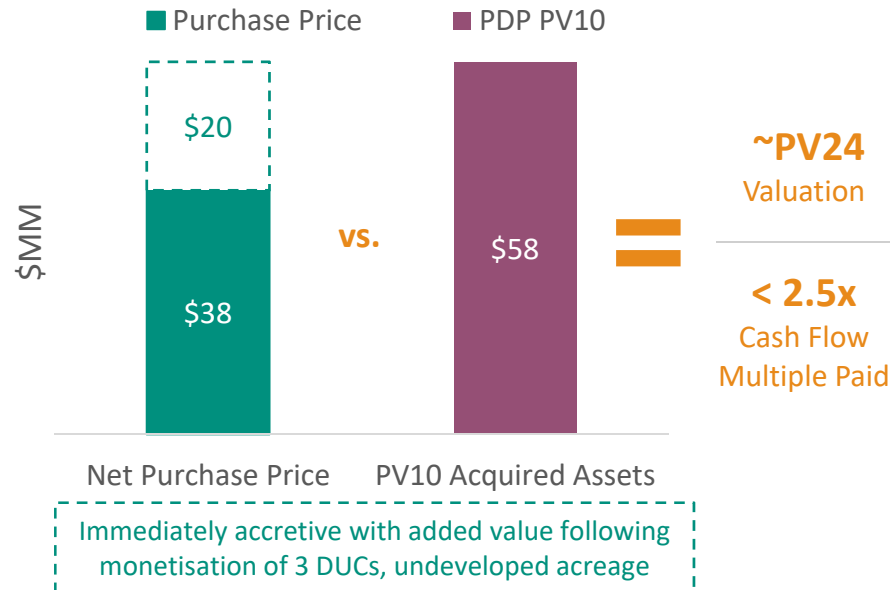 Purchase Price
PDP PV10
$MM
$20
$38
vs.
$58
~PV24
Valuation
< 2.5x
Cash Flow
Multiple Paid
Net Purchase Price
PV10 Acquired Assets
Immediately accretive with added value following
monetisation of 3 DUCs, undeveloped acreage